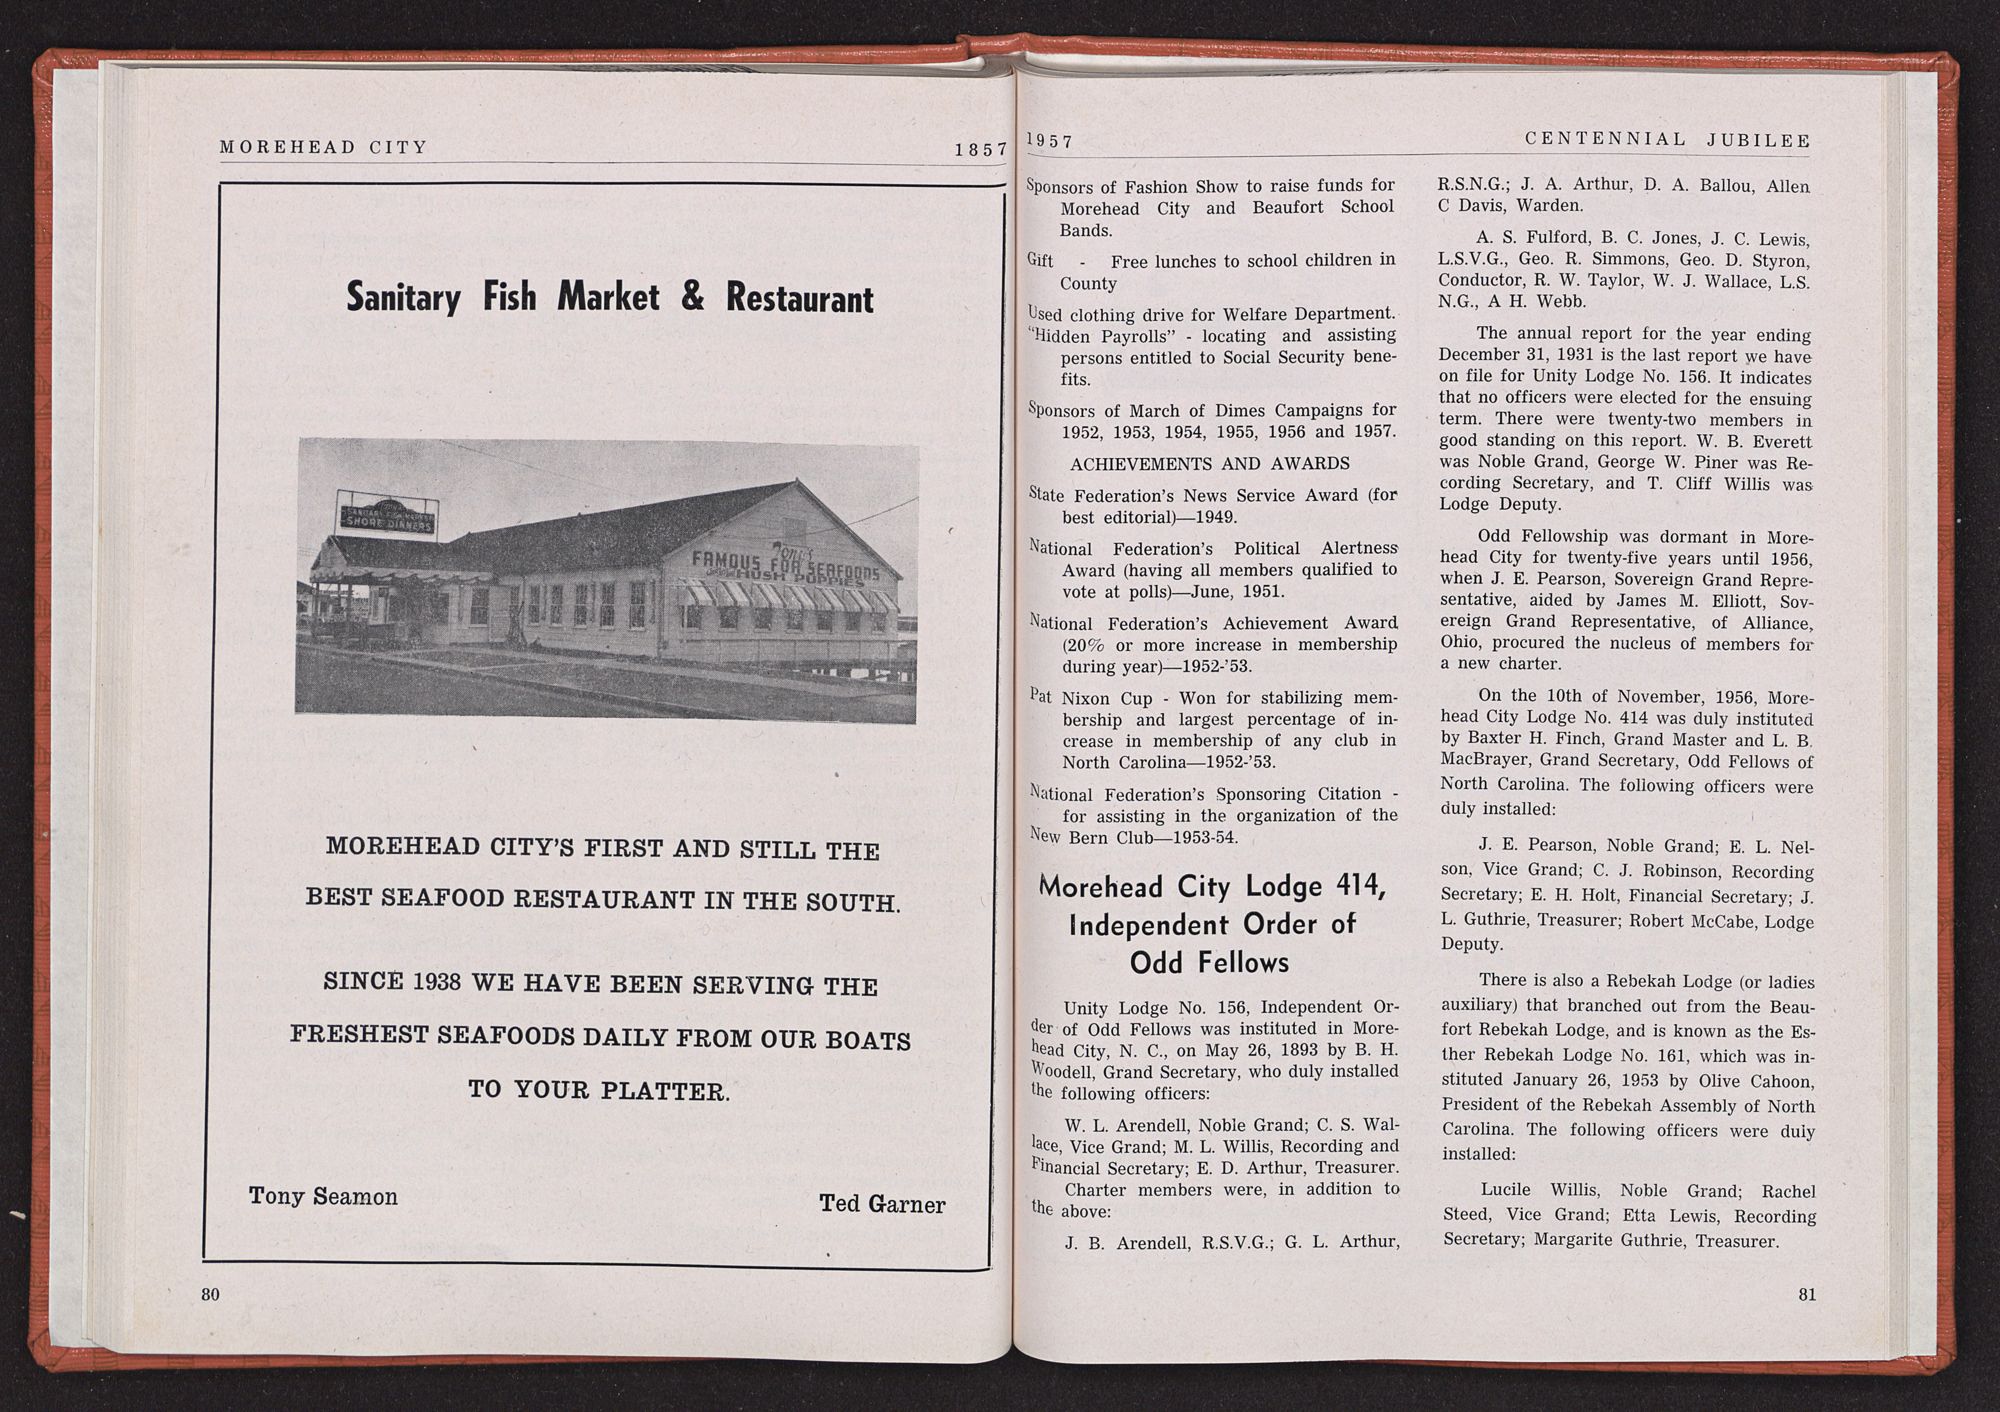 MOREHEAD CITY 1857
Sanitary Fish Market & Restaurant
SANITARY FISH MARKET
SHORE DINNERS
Tony's
FAMOUS FOR SEAFOODS
HUSH PUPPIES
MOREHEAD CITY'S FIRST AND STILL THE
BEST SEAFOOD RESTAURANT IN THE SOUTH.
SINCE 1938 WE HAVE BEEN SERVING THE
FRESHEST SEAFOODS DAILY FROM OUR BOATS
TO YOUR PLATTER.
Tony Seamon
Ted Garner
80
1957 CENTENNIAL JUBILEE
Sponsors of Fashion Show to raise funds for
Morehead City and Beaufort School
Bands.
Gift - Free lunches to school children in
County
Used clothing drive for Welfare Department.
"Hidden Payrolls" - locating and assisting
persons entitled to Social Security bene-
fits.
Sponsors of March of Dimes Campaigns for
1952, 1953, 1954, 1955, 1956 and 1957.
ACHIEVEMENTS AND AWARDS
State Federation's News Service Award (for
best editorial)—1949.
National Federation's Political Alertness
Award (having all members qualified to
vote at polls)—June, 1951.
National Federation's Achievement Award
(20% or more increase in membership
during year)—1952-'53.
Pat Nixon Cup - Won for stabilizing mem-
bership and largest percentage of in-
crease in membership of any club in
North Carolina—1952-'53.
National Federation's Sponsoring Citation -
for assisting in the organization of the
New Bern Club—1953-54.
Morehead City Lodge 414,
Independent Order of
Odd Fellows
Unity Lodge No. 156, Independent Or-
der of Odd Fellows was instituted in More-
head City, N. C., on May 26, 1893 by B. H.
Woodell, Grand Secretary, who duly installed
the following officers:
W. L. Arendell, Noble Grand; C. S. Wal-
lace, Vice Grand; M. L. Willis, Recording and
Financial Secretary; E. D. Arthur, Treasurer.
Charter members were, in addition to
the above:
J. B. Arendell, R.S.V.G.; G. L. Arthur,
R.S.N.G.; J. A. Arthur, D. A. Ballou, Allen
C Davis, Warden.
A. S. Fulford, B. C. Jones, J. C. Lewis,
L.S.V.G., Geo. R. Simmons, Geo. D. Styron,
Conductor, R. W. Taylor, W. J. Wallace, L.S.
N.G., A H. Webb.
The annual report for the year ending
December 31, 1931 is the last report we have
on file for Unity Lodge No. 156. It indicates
that no officers were elected for the ensuing
term. There were twenty-two members in
good standing on this report. W. B. Everett
was Noble Grand, George W. Piner was Re-
cording Secretary, and T. Cliff Willis was
Lodge Deputy.
Odd Fellowship was dormant in More-
head City for twenty-five years until 1956,
when J. E. Pearson, Sovereign Grand Repre-
sentative, aided by James M. Elliott, Sov-
ereign Grand Representative, of Alliance,
Ohio, procured the nucleus of members for
a new charter.
On the 10th of November, 1956, More-
head City Lodge No. 414 was duly instituted
by Baxter H. Finch, Grand Master and L. B.
MacBrayer, Grand Secretary, Odd Fellows of
North Carolina. The following officers were
duly installed:
J. E. Pearson, Noble Grand; E. L. Nel-
son, Vice Grand; C. J. Robinson, Recording
Secretary; E. H. Holt, Financial Secretary; J.
L. Guthrie, Treasurer; Robert McCabe, Lodge
Deputy.
There is also a Rebekah Lodge (or ladies
auxiliary) that branched out from the Beau-
fort Rebekah Lodge, and is known as the Es-
ther Rebekah Lodge No. 161, which was in-
stituted January 26, 1953 by Olive Cahoon,
President of the Rebekah Assembly of North
Carolina. The following officers were duly
installed:
Lucile Willis, Noble Grand; Rachel
Steed, Vice Grand; Etta Lewis, Recording
Secretary; Margarite Guthrie, Treasurer.
81